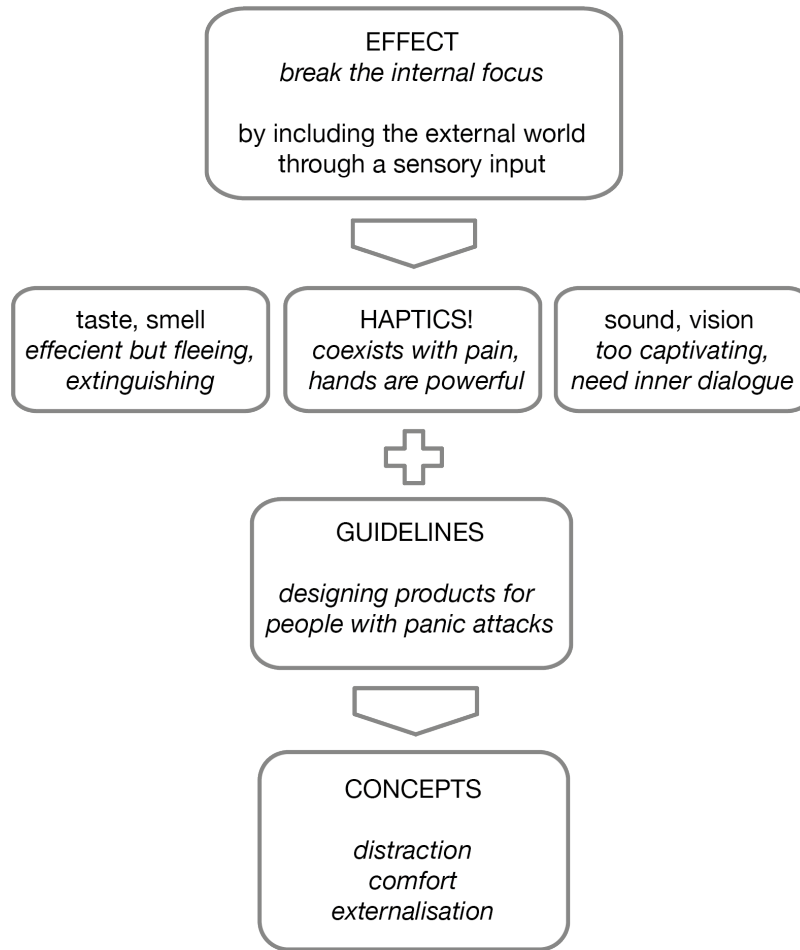 EFFECT
break the internal focus
by including the external world
through a sensory input
taste, smell
effecient but fleeing,
extinguishing
HAPTICS!
coexists with pain,
hands are powerful
sound, vision
too captivating,
need inner dialogue
GUIDELINES
designing products for
people with panic attacks
CONCEPTS
distraction
comfort
externalisation